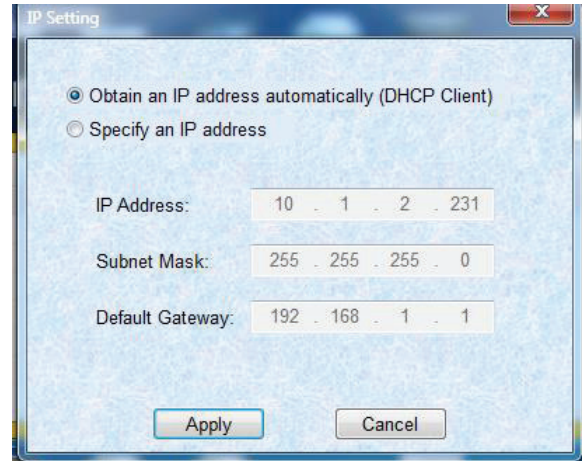 IP Setting
x
Obtain an IP address automatically (DHCP Client)
Specify an IP address
IP Address: 10 . 1 . 2 . 231
Subnet Mask: 255 . 255 . 255 . 0
Default Gateway: 192 . 168 . 1 . 1
Apply Cancel